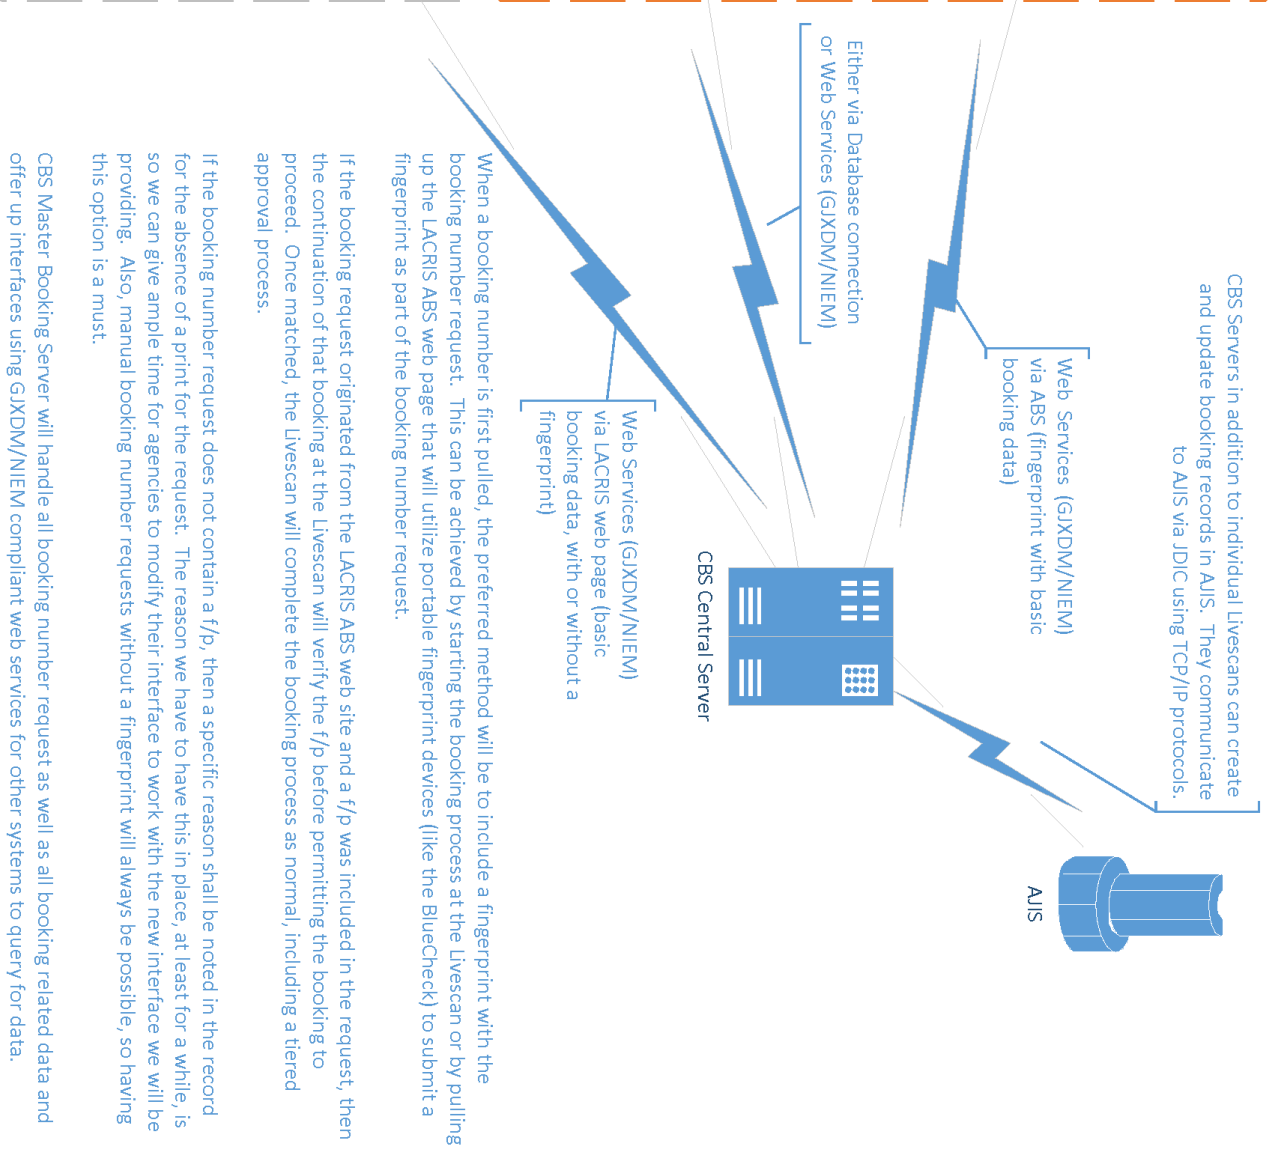 CBS Servers in addition to individual Livescans can create
and update booking records in AJIS.  They communicate
to AJIS via JDIC using TCP/IP protocols.
Web  Services (GJXDM/NIEM)
via ABS (fingerprint with basic
booking data)
Either via Database connection
or Web Services (GJXDM/NIEM)
AJIS
CBS Central Server
Web Services (GJXDM/NIEM)
via LACRIS web page (basic
booking data, with or without a
fingerprint)
When a booking number is first pulled, the preferred method will be to include a fingerprint with the
booking number request.  This can be achieved by starting the booking process at the Livescan or by pulling
up the LACRIS ABS web page that will utilize portable fingerprint devices (like the BlueCheck) to submit a
fingerprint as part of the booking number request.
If the booking request originated from the LACRIS ABS web site and a f/p was included in the request, then
the continuation of that booking at the Livescan will verify the f/p before permitting the booking to
proceed.  Once matched, the Livescan will complete the booking process as normal, including a tiered
approval process.
If the booking number request does not contain a f/p, then a specific reason shall be noted in the record
for the absence of a print for the request.  The reason we have to have this in place, at least for a while, is
so we can give ample time for agencies to modify their interface to work with the new interface we will be
providing.  Also, manual booking number requests without a fingerprint will always be possible, so having
this option is a must.
CBS Master Booking Server will handle all booking number request as well as all booking related data and
offer up interfaces using GJXDM/NIEM compliant web services for other systems to query for data.